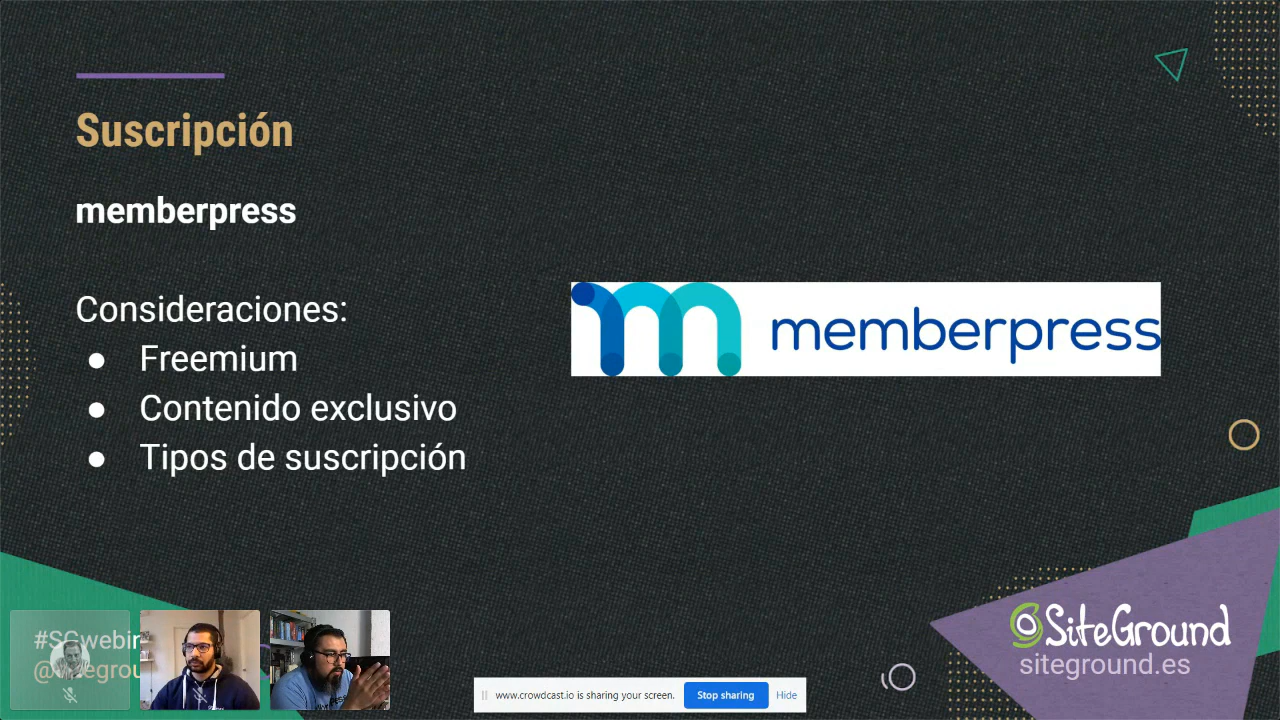 Suscripción
memberpress
Consideraciones:
● Freemium
● Contenido exclusivo
● Tipos de suscripción
memberpress
SiteGround
siteground.es
#SGwebin
www.crowdcast.io is sharing your screen.
Stop sharing
Hide